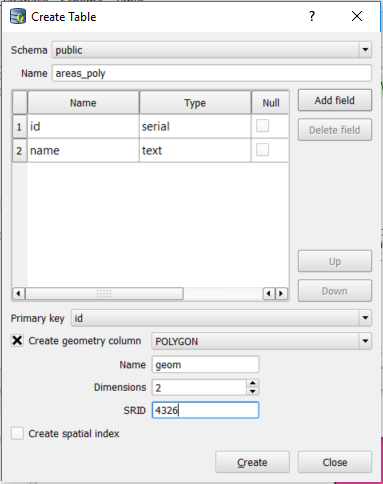 Create Table
Schema public
Name areas_poly
Name Type Null Add field
1 id serial Delete field
2 name text
Up
Down
Primary key id
Create geometry column POLYGON
Name geom
Dimensions 2
SRID 4326
Create spatial index
Create Close